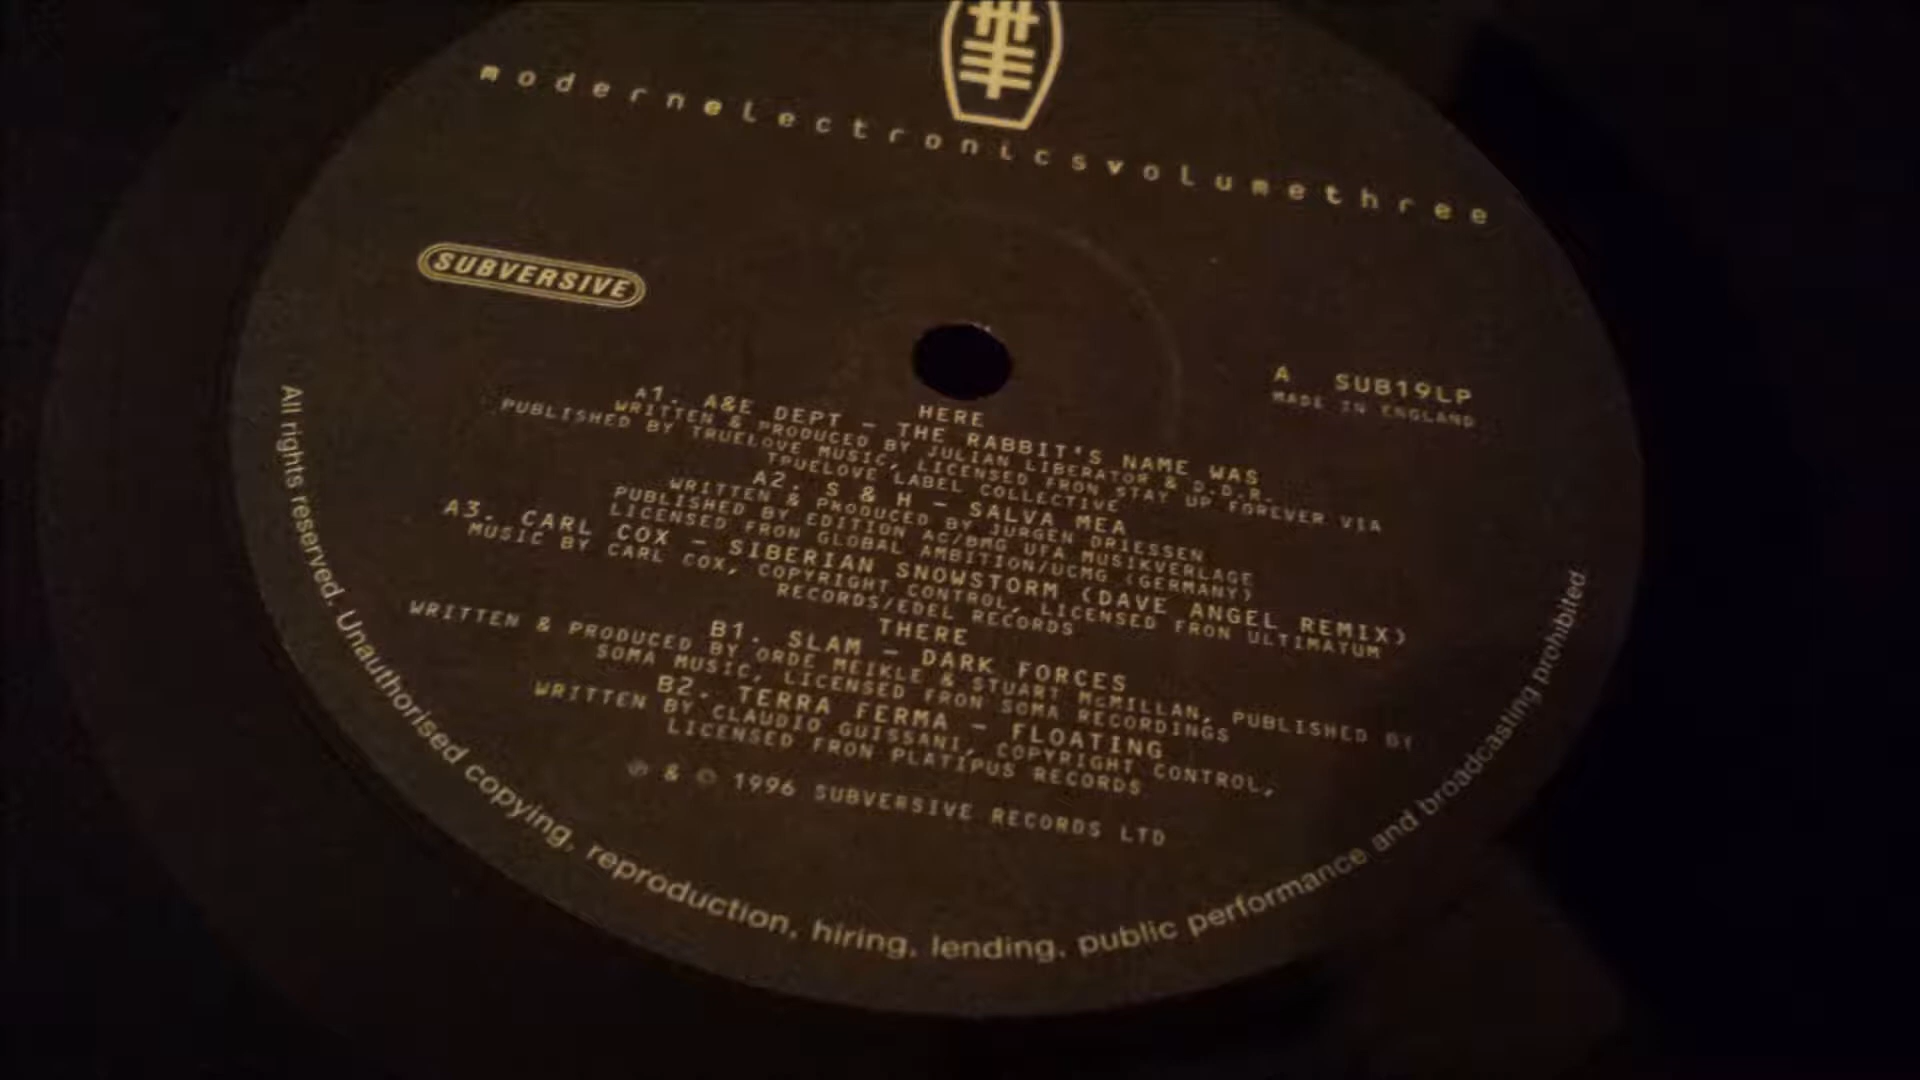 modernelectronicsvolumethree
SUBVERSIVE
A SUB19LP
MADE IN ENGLAND
HERE
A1. A&E DEPT – THE RABBIT'S NAME WAS
WRITTEN & PRODUCED BY JULIAN LIBERATOR & D.D.R.
PUBLISHED BY TRUELOVE MUSIC, LICENSED FROM STAY UP FOREVER VIA
TRUELOVE LABEL COLLECTIVE
A2. S & H – SALVA MEA
WRITTEN & PRODUCED BY JURGEN DRIESSEN
PUBLISHED BY EDITION AC/BMG UFA MUSIKVERLAGE
LICENSED FROM GLOBAL AMBITION/UCMG (GERMANY)
A3. CARL COX – SIBERIAN SNOWSTORM (DAVE ANGEL REMIX)
MUSIC BY CARL COX, COPYRIGHT CONTROL, LICENSED FROM ULTIMATUM
RECORDS/EDEL RECORDS
THERE
B1. SLAM – DARK FORCES
WRITTEN & PRODUCED BY ORDE MEIKLE & STUART McMILLAN, PUBLISHED BY
SOMA MUSIC, LICENSED FROM SOMA RECORDINGS
B2. TERRA FERMA – FLOATING
WRITTEN BY CLAUDIO GUISSANI, COPYRIGHT CONTROL,
LICENSED FROM PLATIPUS RECORDS
℗ & © 1996 SUBVERSIVE RECORDS LTD
All rights reserved. Unauthorised copying, reproduction, hiring, lending, public performance and broadcasting prohibited